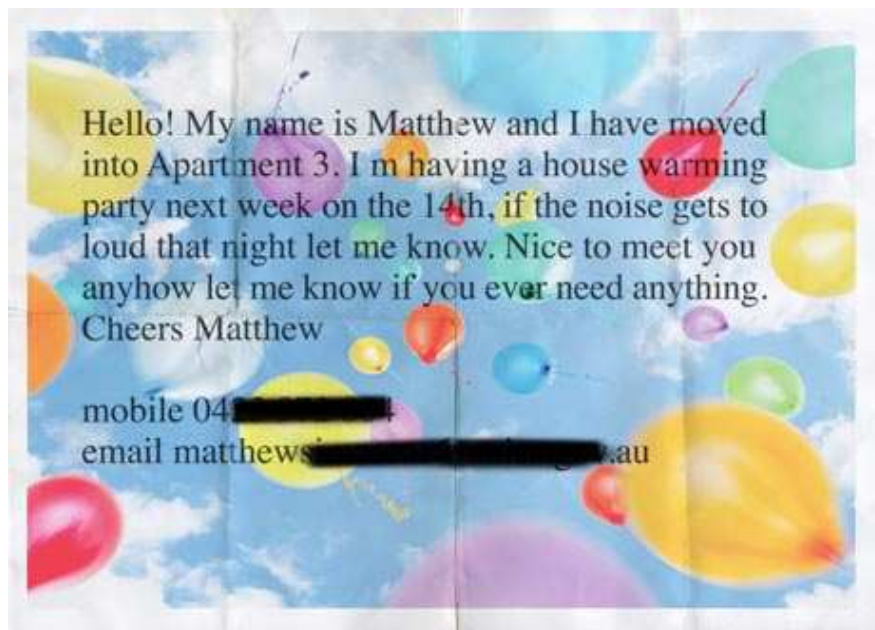 Hello! My name is Matthew and I have moved
into Apartment 3. I m having a house warming
party next week on the 14th, if the noise gets to
loud that night let me know. Nice to meet you
anyhow let me know if you ever need anything.
Cheers Matthew
mobile 04
email matthews .au